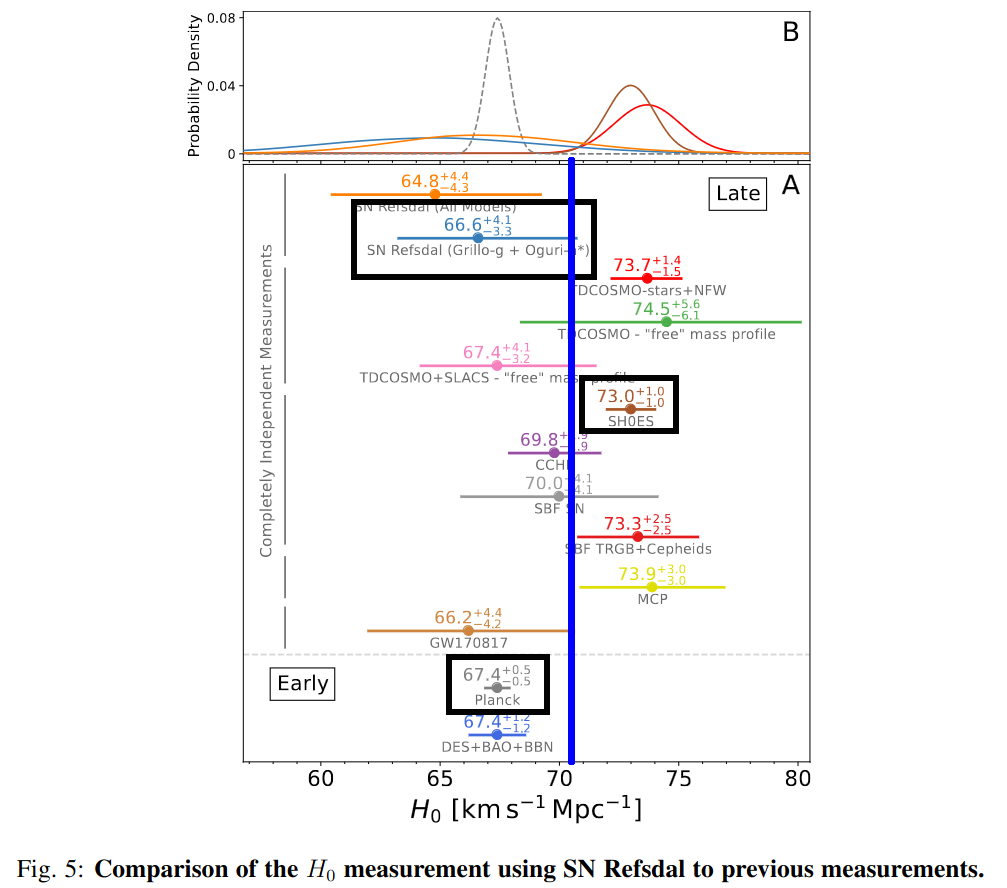 0.08
0.04
0
Probability Density
B
A
Late
64.8+4.4−4.3
SN Refsdal (All Models)
66.6+4.1−3.3
SN Refsdal (Grillo-g + Oguri-
73.7+1.4−1.5
TDCOSMO-stars+NFW
74.5+5.6−6.1
TDCOSMO - "free" mass profile
67.4+4.1−3.2
TDCOSMO+SLACS - "free" mass profile
73.0+1.0−1.0
SH0ES
69.8
CCHP
70.0−4.1+4.1
SBF SN
73.3+2.5−2.5
SBF TRGB+Cepheids
73.9+3.0−3.0
MCP
66.2+4.4−4.2
GW170817
Completely Independent Measurements
Early
67.4+0.5−0.5
Planck
67.4+1.2−1.2
DES+BAO+BBN
60 65 70 75 80
H0 [km s−1 Mpc−1]
Fig. 5: Comparison of the H0 measurement using SN Refsdal to previous measurements.